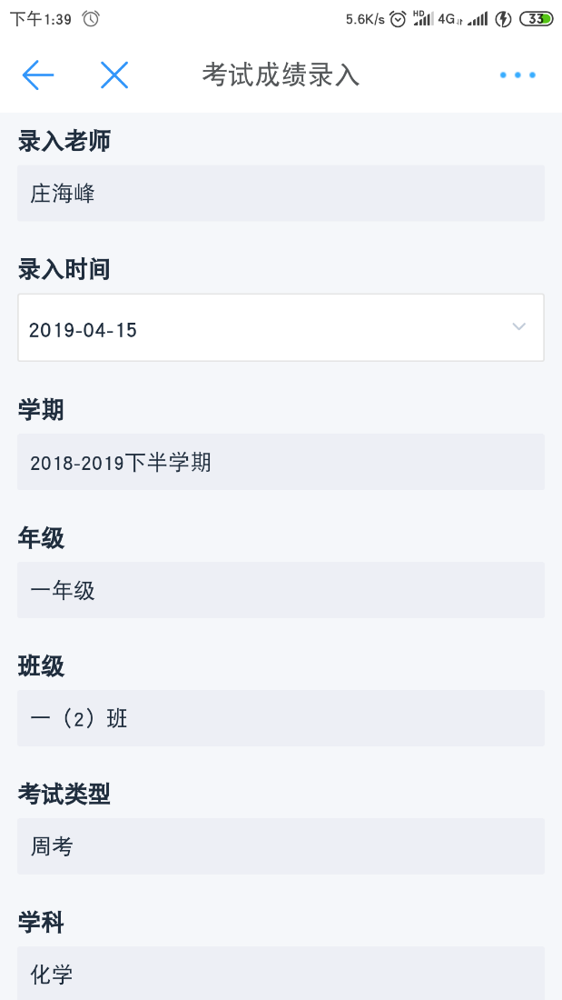 下午1:39
5.6K/s HD 4G 33
考试成绩录入
录入老师
庄海峰
录入时间
2019-04-15
学期
2018-2019下半学期
年级
一年级
班级
一（2）班
考试类型
周考
学科
化学